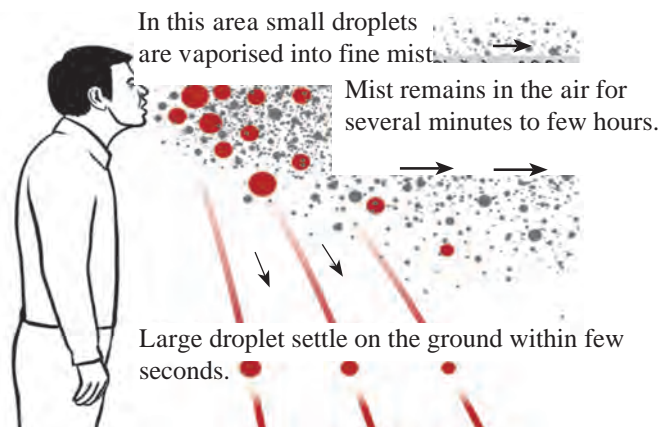 In this area small droplets
are vaporised into fine mist
Mist remains in the air for
several minutes to few hours.
Large droplet settle on the ground within few
seconds.